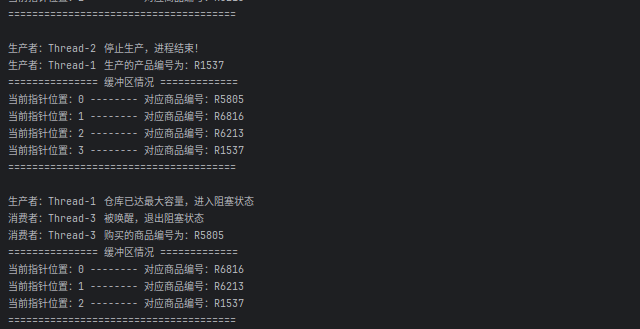 ======================================
生产者: Thread-2 停止生产，进程结束!
生产者: Thread-1 生产的产品编号为: R1537
=============== 缓冲区情况 =============
当前指针位置: 0 -------- 对应商品编号: R5805
当前指针位置: 1 -------- 对应商品编号: R6816
当前指针位置: 2 -------- 对应商品编号: R6213
当前指针位置: 3 -------- 对应商品编号: R1537
======================================
生产者: Thread-1 仓库已达最大容量，进入阻塞状态
消费者: Thread-3 被唤醒，退出阻塞状态
消费者: Thread-3 购买的商品编号为: R5805
=============== 缓冲区情况 =============
当前指针位置: 0 -------- 对应商品编号: R6816
当前指针位置: 1 -------- 对应商品编号: R6213
当前指针位置: 2 -------- 对应商品编号: R1537
======================================